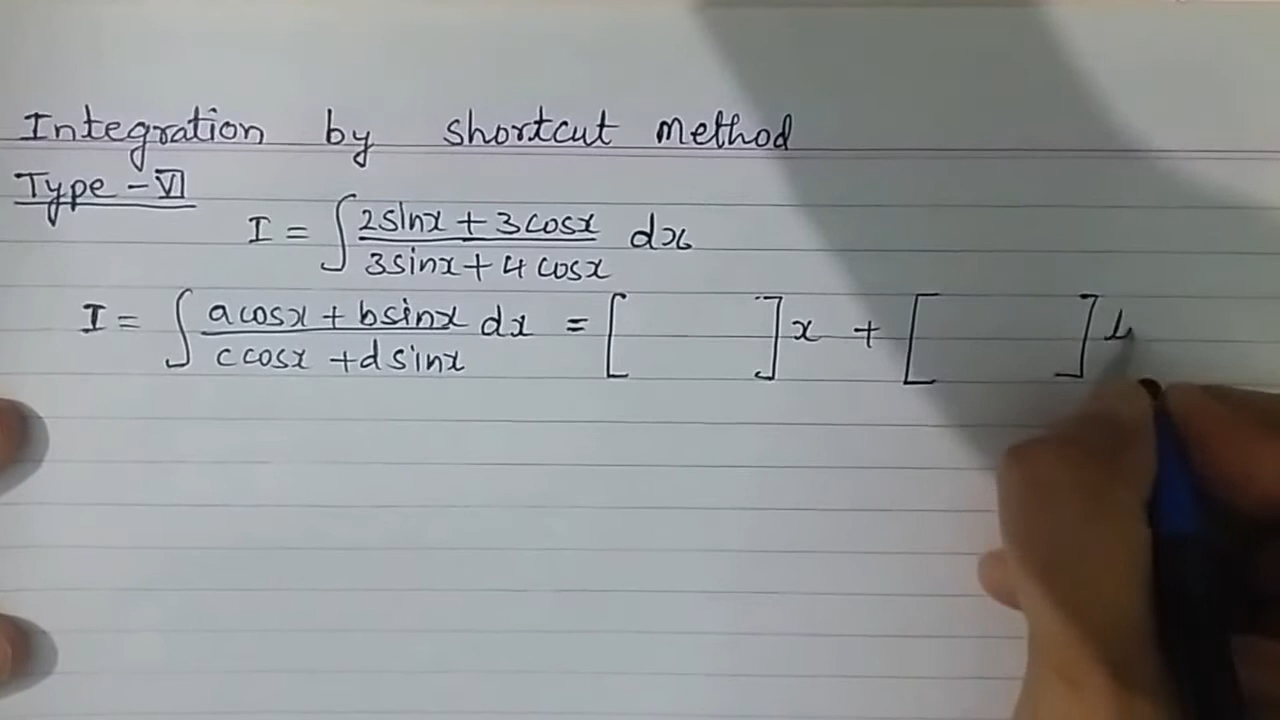 Integration by shortcut method
Type - VI
I = ∫ (2sinx + 3cosx)/(3sinx + 4cosx) dx
I = ∫ (acosx + bsinx)/(ccosx + dsinx) dx = [ ]x + [ ]